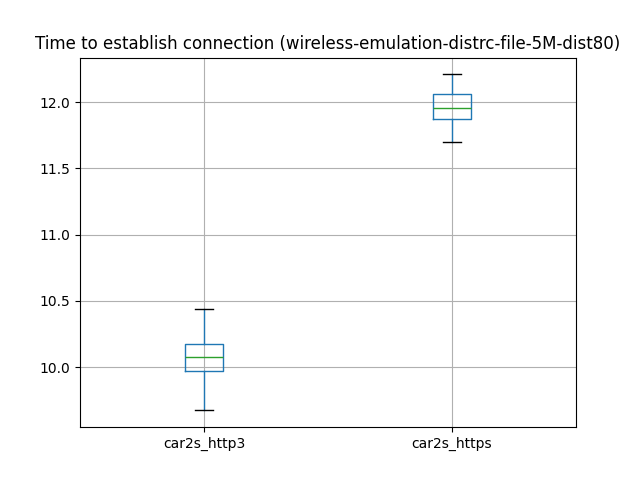 Time to establish connection (wireless-emulation-distrc-file-5M-dist80)
12.0
11.5
11.0
10.5
10.0
car2s_http3 car2s_https